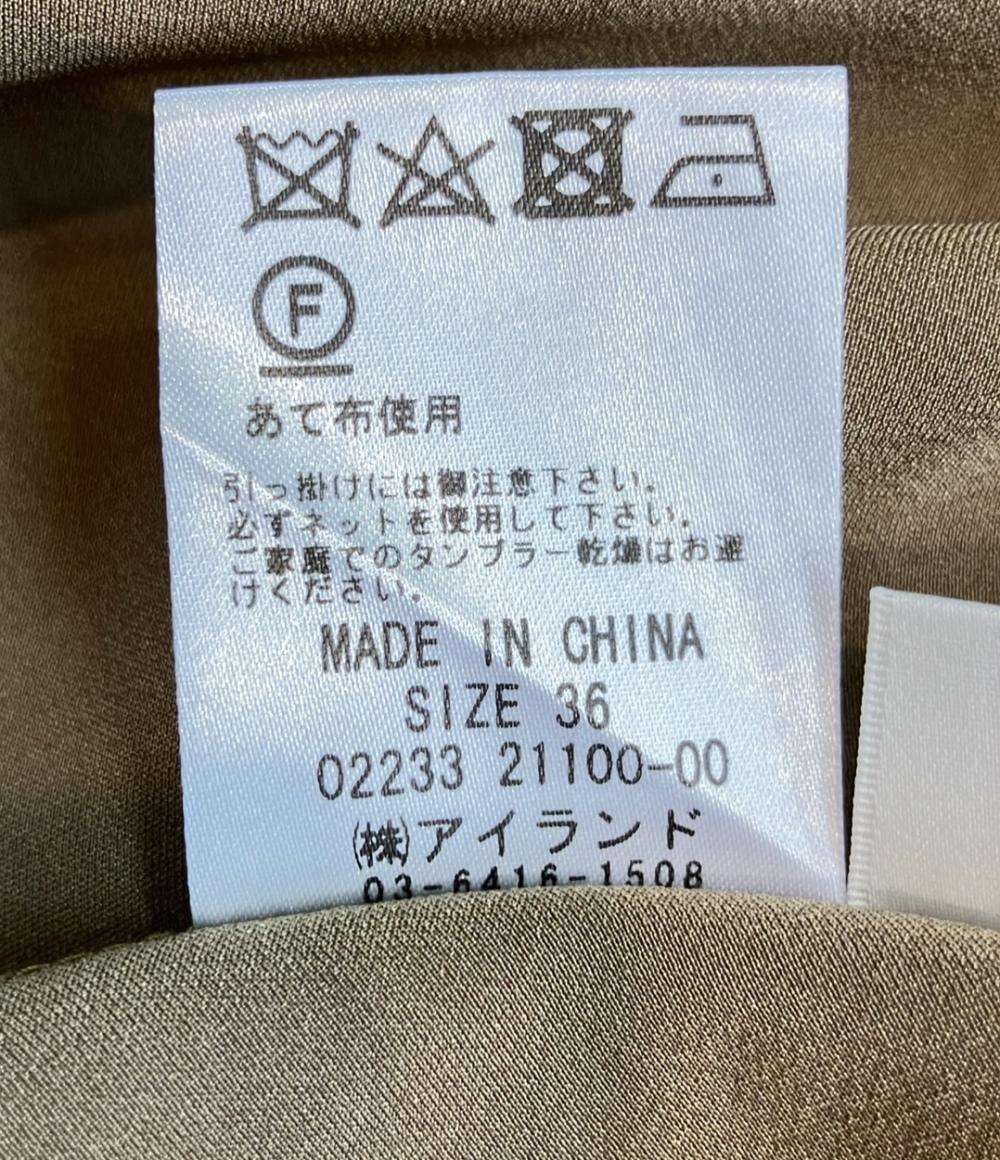 F
あて布使用
引っ掛けには御注意下さい。
必ずネットを使用して下さい。
ご家庭でのタンブラー乾燥はお避
けください。
MADE IN CHINA
SIZE 36
02233 21100-00
㈱アイランド
03-6416-1508